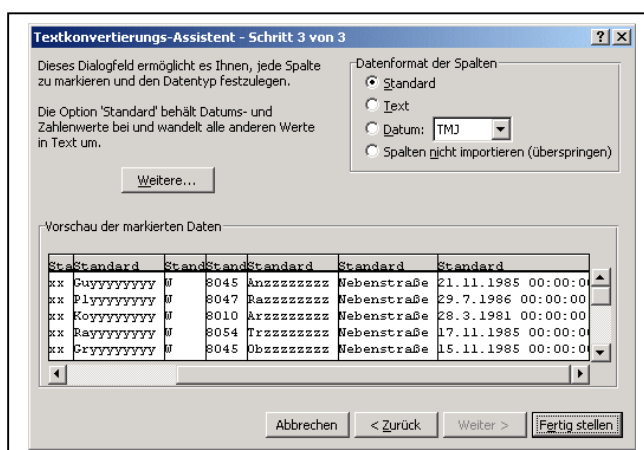 Textkonvertierungs-Assistent - Schritt 3 von 3
Dieses Dialogfeld ermöglicht es Ihnen, jede Spalte
zu markieren und den Datentyp festzulegen.
Die Option 'Standard' behält Datums- und
Zahlenwerte bei und wandelt alle anderen Werte
in Text um.
Weitere...
Datenformat der Spalten
Standard
Text
Datum: TMJ
Spalten nicht importieren (überspringen)
Vorschau der markierten Daten
Sta Standard Stand Stand Standard Standard Standard
xx Guyyyyyyyy W 8045 Anzzzzzzzz Nebenstraße 21.11.1985 00:00:0
xx Plyyyyyyyy W 8047 Razzzzzzzz Nebenstraße 29.7.1986 00:00:00
xx Koyyyyyyyy W 8010 Arzzzzzzzz Nebenstraße 28.3.1981 00:00:00
xx Rayyyyyyyy W 8054 Trzzzzzzzz Nebenstraße 17.11.1985 00:00:0
xx Gryyyyyyyy W 8045 Obzzzzzzzz Nebenstraße 15.11.1985 00:00:0
Abbrechen < Zurück Weiter > Fertig stellen